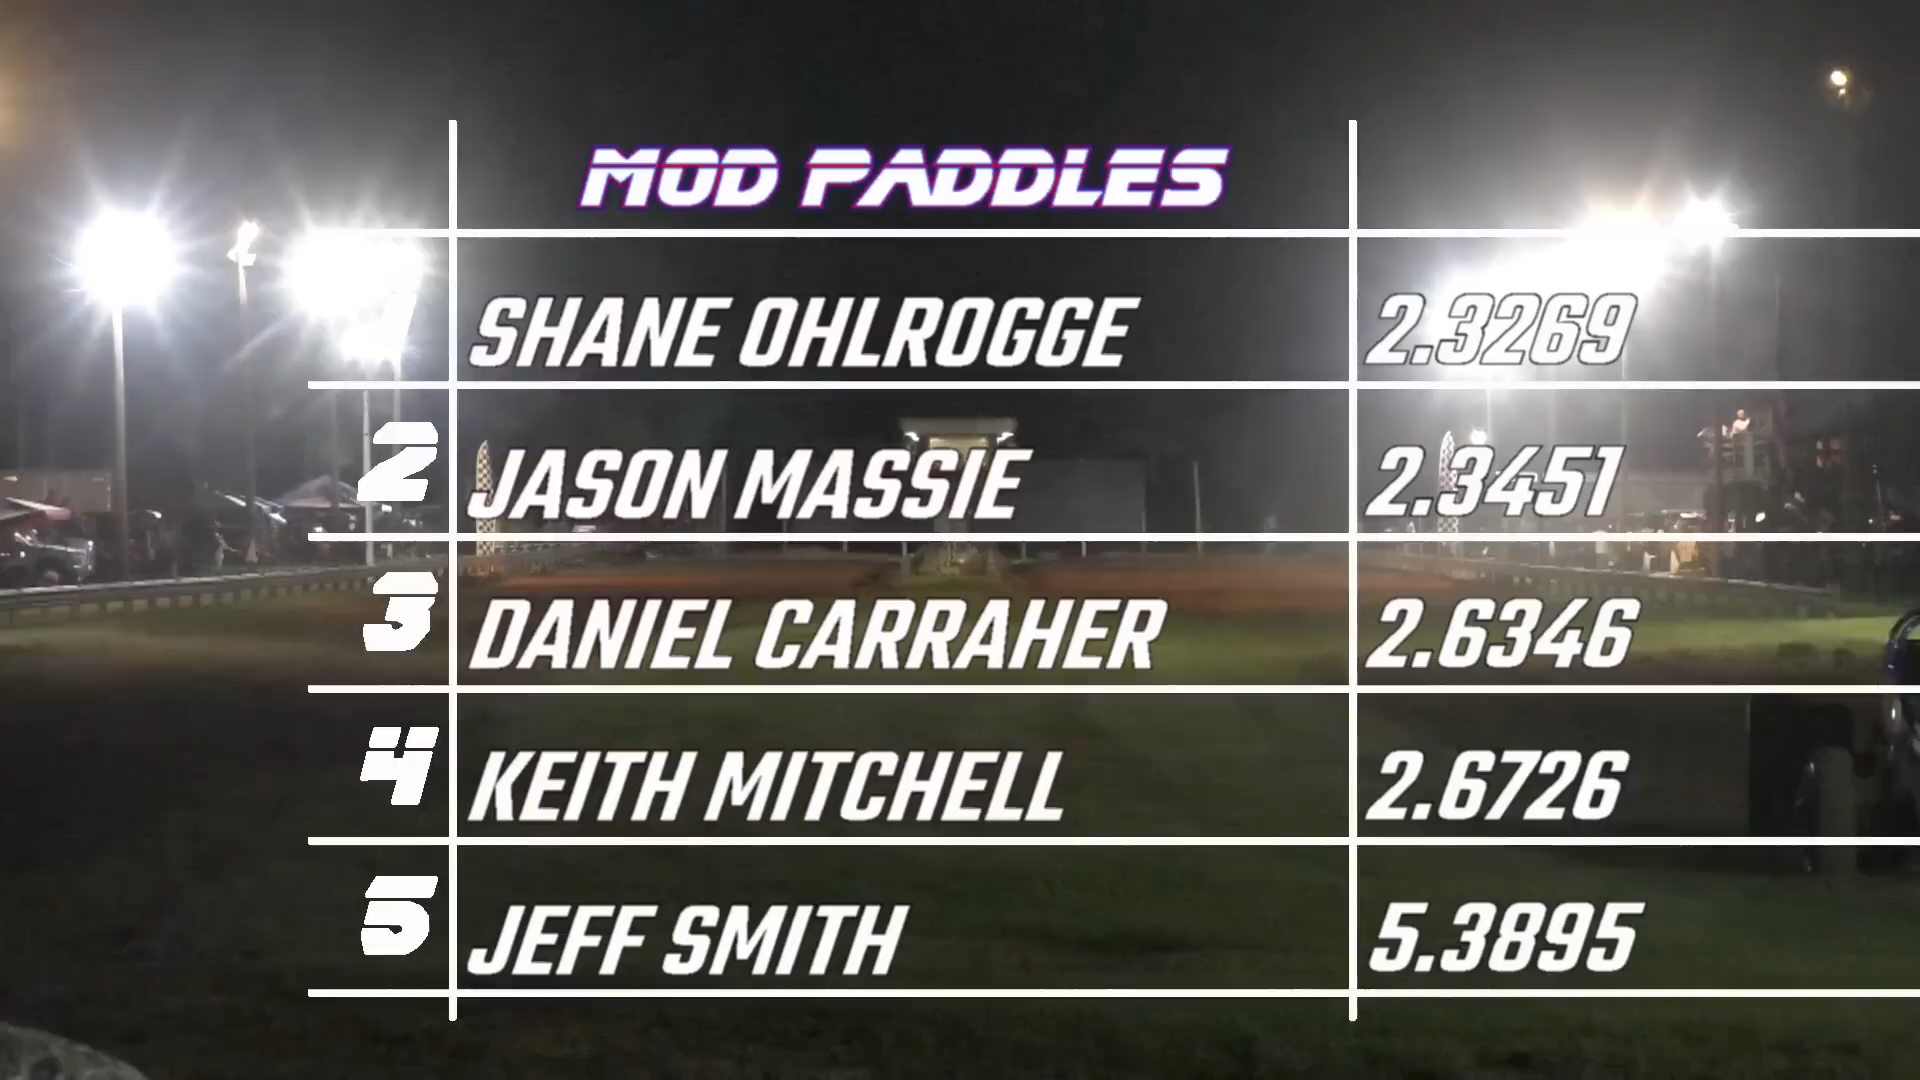 MOD PADDLES
1 SHANE OHLROGGE 2.3269
2 JASON MASSIE 2.3451
3 DANIEL CARRAHER 2.6346
4 KEITH MITCHELL 2.6726
5 JEFF SMITH 5.3895